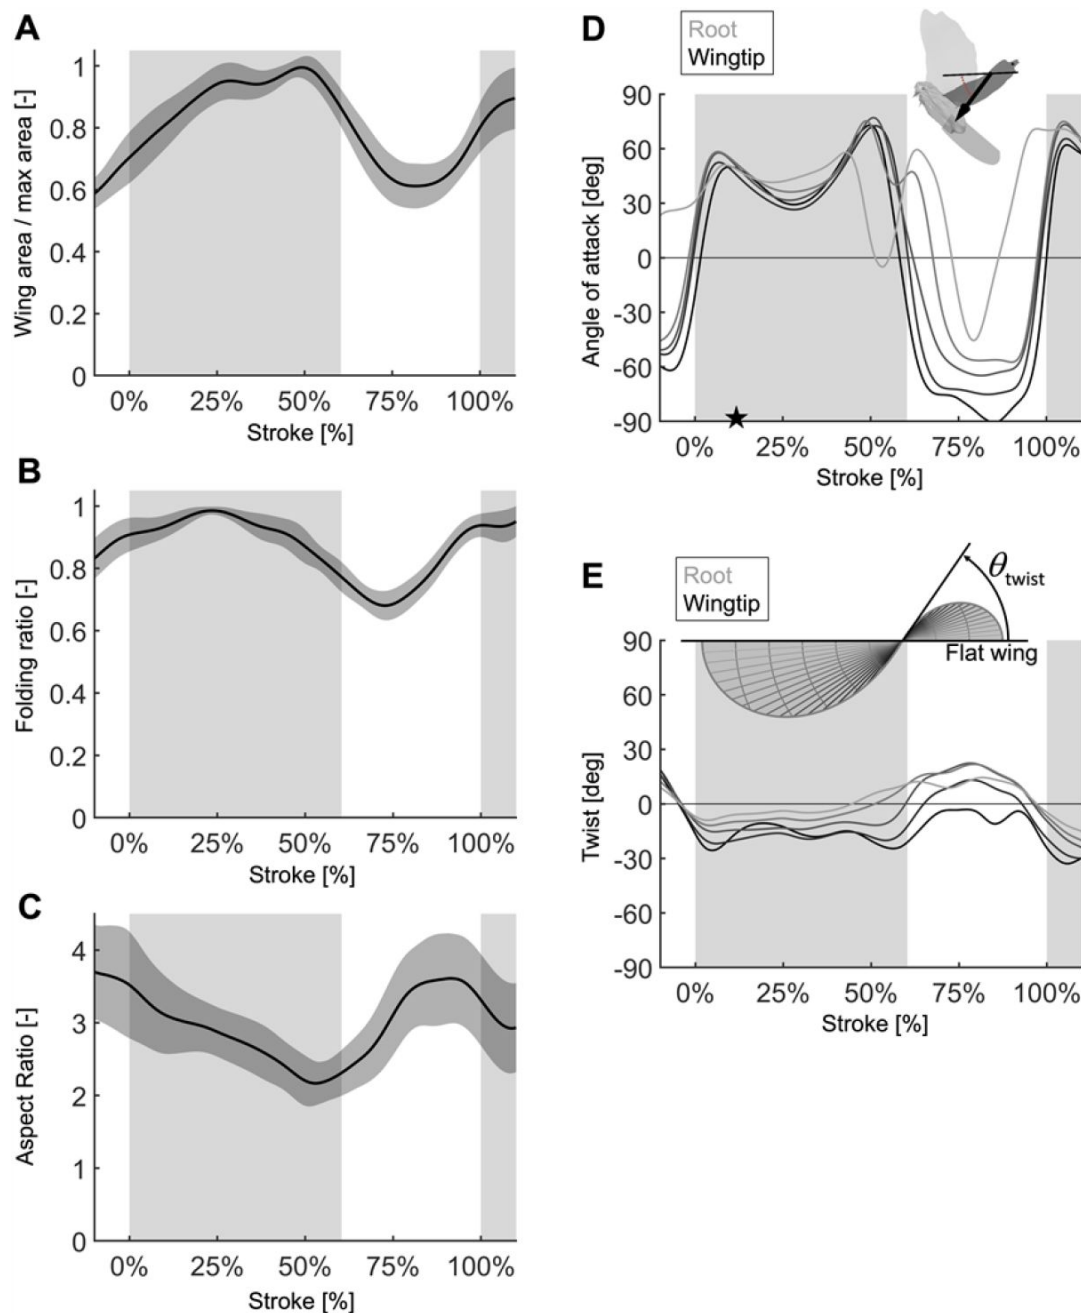 A
Wing area / max area [-]
1
0.8
0.6
0.4
0.2
0
0% 25% 50% 75% 100%
Stroke [%]
B
Folding ratio [-]
1
0.8
0.6
0.4
0.2
0
0% 25% 50% 75% 100%
Stroke [%]
C
Aspect Ratio [-]
4
3
2
1
0
0% 25% 50% 75% 100%
Stroke [%]
D
Root
Wingtip
Angle of attack [deg]
90
60
30
0
-30
-60
-90
0% 25% 50% 75% 100%
Stroke [%]
E
Root
Wingtip
θtwist
Flat wing
Twist [deg]
90
60
30
0
-30
-60
-90
0% 25% 50% 75% 100%
Stroke [%]